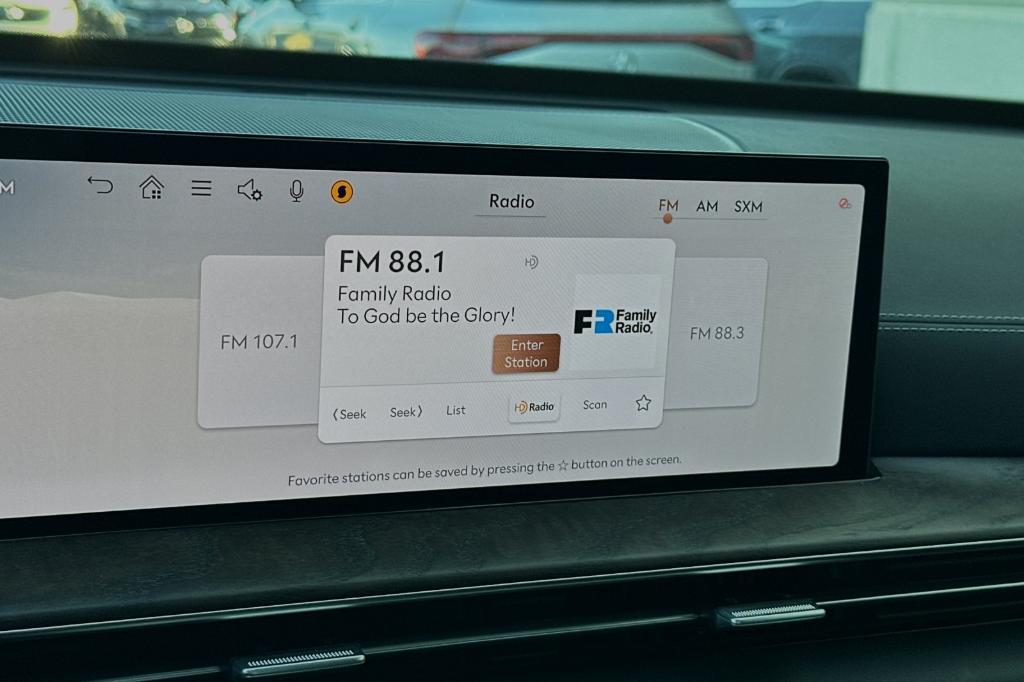 M
Radio
FM AM SXM
FM 88.1
HD
Family Radio
To God be the Glory!
Enter
Station
FR Family
Radio.
FM 107.1
FM 88.3
⟨Seek
Seek⟩
List
HD Radio
Scan
Favorite stations can be saved by pressing the ☆ button on the screen.